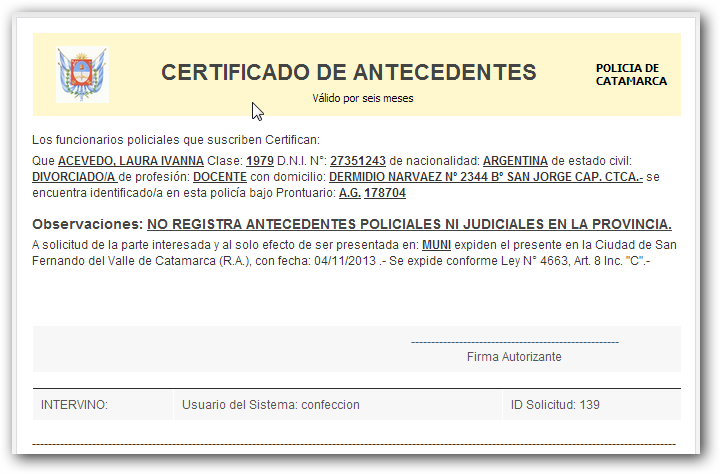 CERTIFICADO DE ANTECEDENTES
Válido por seis meses
POLICIA DE
CATAMARCA
Los funcionarios policiales que suscriben Certifican:
Que ACEVEDO, LAURA IVANNA Clase: 1979 D.N.I. N°: 27351243 de nacionalidad: ARGENTINA de estado civil:
DIVORCIADO/A de profesión: DOCENTE con domicilio: DERMIDIO NARVAEZ Nº 2344 Bº SAN JORGE CAP. CTCA.- se
encuentra identificado/a en esta policía bajo Prontuario: A.G. 178704
Observaciones: NO REGISTRA ANTECEDENTES POLICIALES NI JUDICIALES EN LA PROVINCIA.
A solicitud de la parte interesada y al solo efecto de ser presentada en: MUNI expiden el presente en la Ciudad de San
Fernando del Valle de Catamarca (R.A.), con fecha: 04/11/2013 .- Se expide conforme Ley N° 4663, Art. 8 Inc. "C".-
Firma Autorizante
INTERVINO:
Usuario del Sistema: confeccion
ID Solicitud: 139